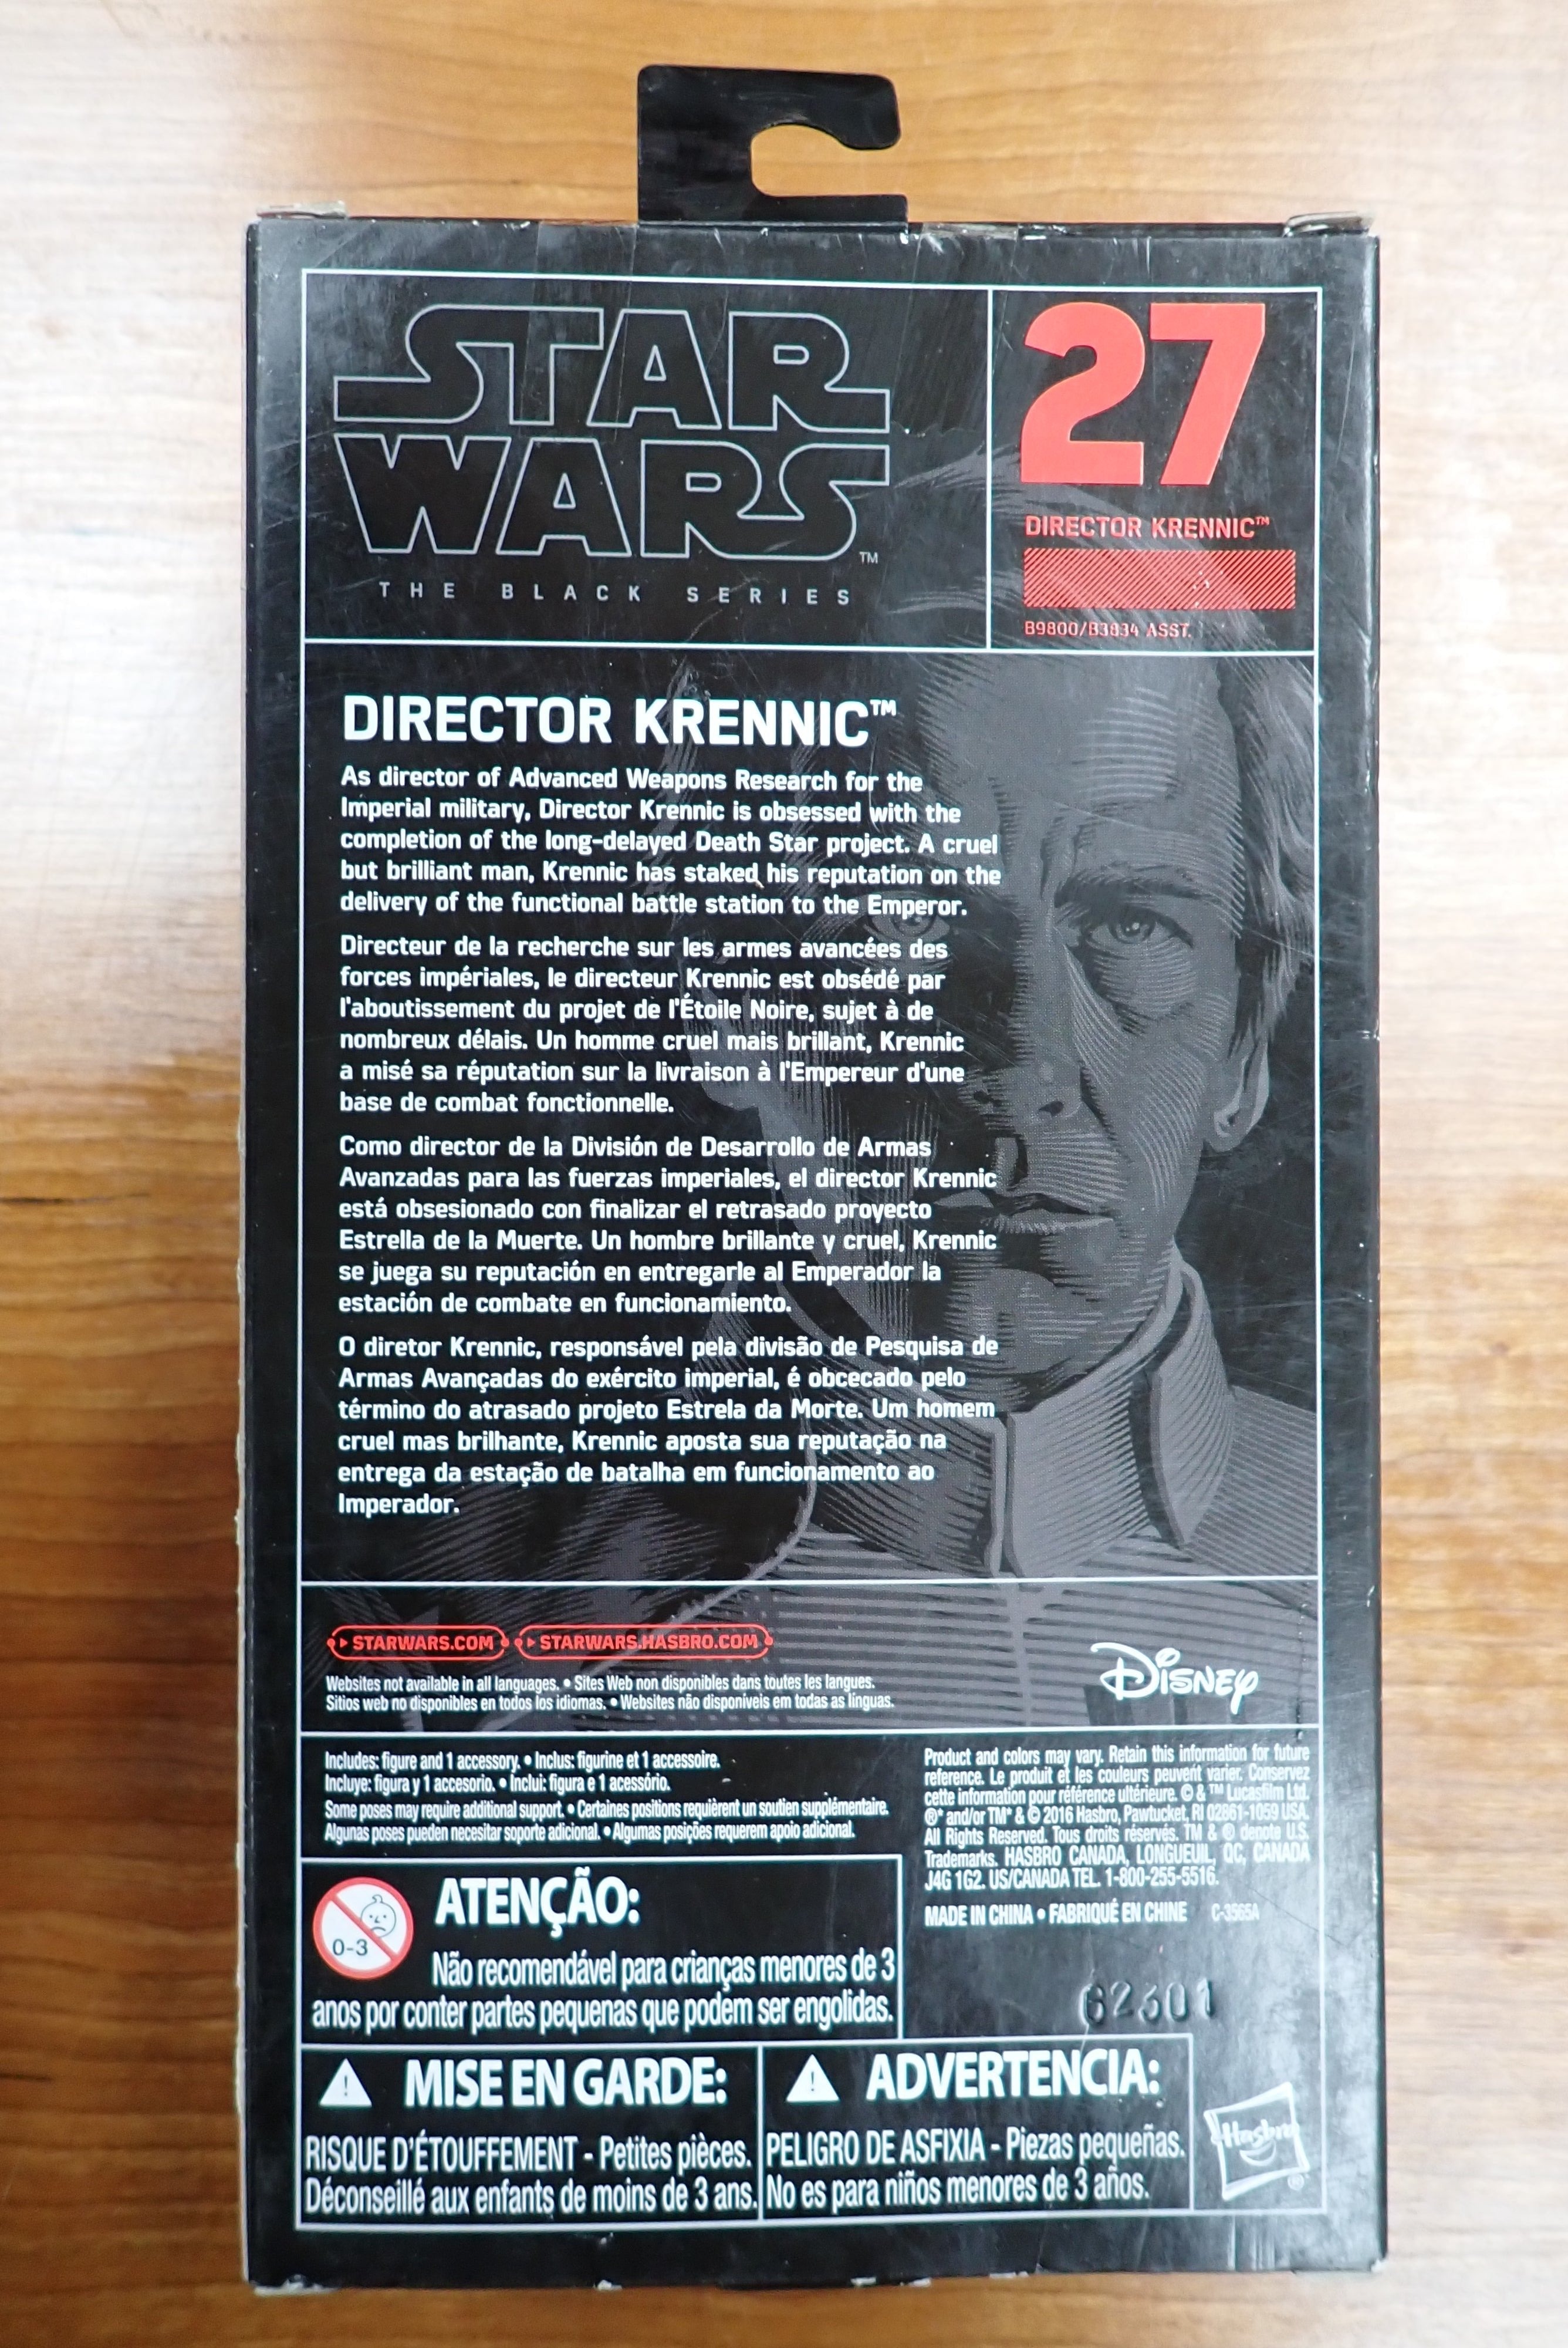 STAR
WARS™
THE BLACK SERIES
27
DIRECTOR KRENNIC™
B9800/B3834 ASST.
DIRECTOR KRENNIC™
As director of Advanced Weapons Research for the
Imperial military, Director Krennic is obsessed with the
completion of the long-delayed Death Star project. A cruel
but brilliant man, Krennic has staked his reputation on the
delivery of the functional battle station to the Emperor.
Directeur de la recherche sur les armes avancées des
forces impériales, le directeur Krennic est obsédé par
l'aboutissement du projet de l'Étoile Noire, sujet à de
nombreux délais. Un homme cruel mais brillant, Krennic
a misé sa réputation sur la livraison à l'Empereur d'une
base de combat fonctionnelle.
Como director de la División de Desarrollo de Armas
Avanzadas para las fuerzas imperiales, el director Krennic
está obsesionado con finalizar el retrasado proyecto
Estrella de la Muerte. Un hombre brillante y cruel, Krennic
se juega su reputación en entregarle al Emperador la
estación de combate en funcionamiento.
O diretor Krennic, responsável pela divisão de Pesquisa de
Armas Avançadas do exército imperial, é obcecado pelo
término do atrasado projeto Estrela da Morte. Um homem
cruel mas brilhante, Krennic aposta sua reputação na
entrega da estação de batalha em funcionamento ao
Imperador.
STARWARS.COM STARWARS.HASBRO.COM
Websites not available in all languages. • Sites Web non disponibles dans toutes les langues.
Sitios web no disponibles en todos los idiomas. • Websites não disponíveis em todas as línguas.
Disney
Includes: figure and 1 accessory. • Inclus: figurine et 1 accessoire.
Incluye: figura y 1 accesorio. • Inclui: figura e 1 acessório.
Some poses may require additional support. • Certaines positions requièrent un soutien supplémentaire.
Algunas poses pueden necesitar soporte adicional. • Algumas posições requerem apoio adicional.
Product and colors may vary. Retain this information for future
reference. Le produit et les couleurs peuvent varier. Conservez
cette information pour référence ultérieure. © & ™ Lucasfilm Ltd.
®* and/or TM* & © 2016 Hasbro, Pawtucket, RI 02861-1059 USA.
All Rights Reserved. Tous droits réservés. TM & ® denote U.S.
Trademarks. HASBRO CANADA, LONGUEUIL, QC, CANADA
J4G 1G2. US/CANADA TEL. 1-800-255-5516.
MADE IN CHINA • FABRIQUÉ EN CHINE C-3565A
0-3
ATENÇÃO:
Não recomendável para crianças menores de 3
anos por conter partes pequenas que podem ser engolidas.
62301
MISE EN GARDE:
RISQUE D'ÉTOUFFEMENT - Petites pièces.
Déconseillé aux enfants de moins de 3 ans.
ADVERTENCIA:
PELIGRO DE ASFIXIA - Piezas pequeñas.
No es para niños menores de 3 años.
Hasbro®